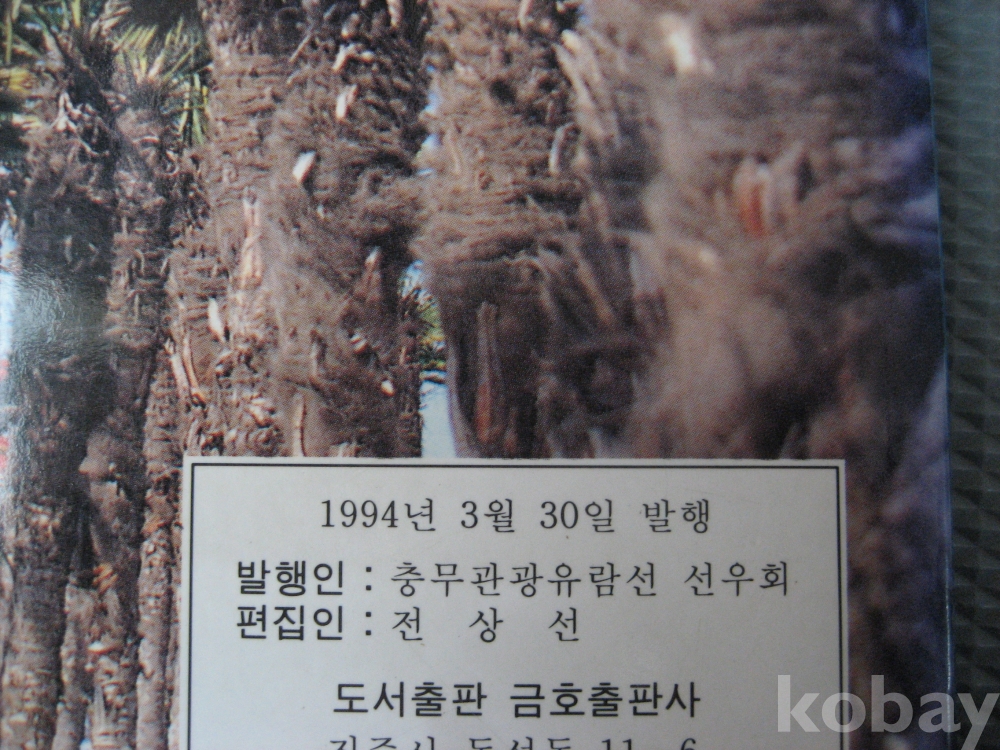 1994년 3월 30일 발행
발행인 : 충무관광유람선 선우회
편집인 : 전 상 선
도서출판 금호출판사
11-6
kobay